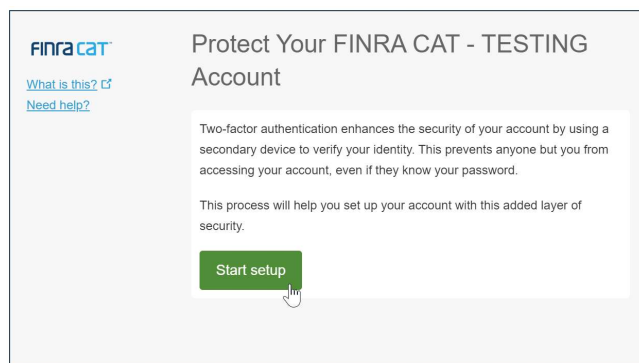 FINRA CAT
What is this?
Need help?
Protect Your FINRA CAT - TESTING
Account
Two-factor authentication enhances the security of your account by using a
secondary device to verify your identity. This prevents anyone but you from
accessing your account, even if they know your password.
This process will help you set up your account with this added layer of
security.
Start setup